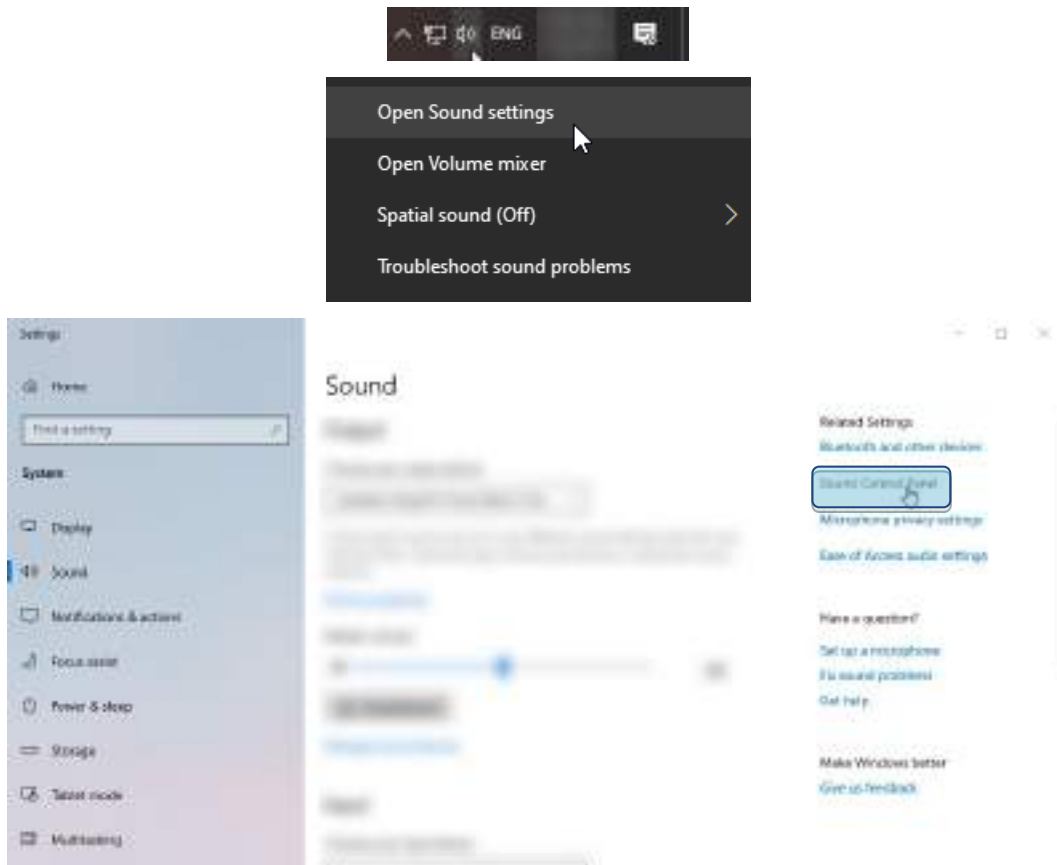 ENG
Open Sound settings
Open Volume mixer
Spatial sound (Off)
Troubleshoot sound problems
Settings
Home
Find a setting
System
Display
Sound
Notifications & actions
Focus assist
Power & sleep
Storage
Tablet mode
Multitasking
Sound
Output
Input
Related Settings
Bluetooth and other devices
Sound Control Panel
Microphone privacy settings
Ease of Access audio settings
Have a question?
Set up a microphone
Fix sound problems
Get help
Make Windows better
Give us feedback